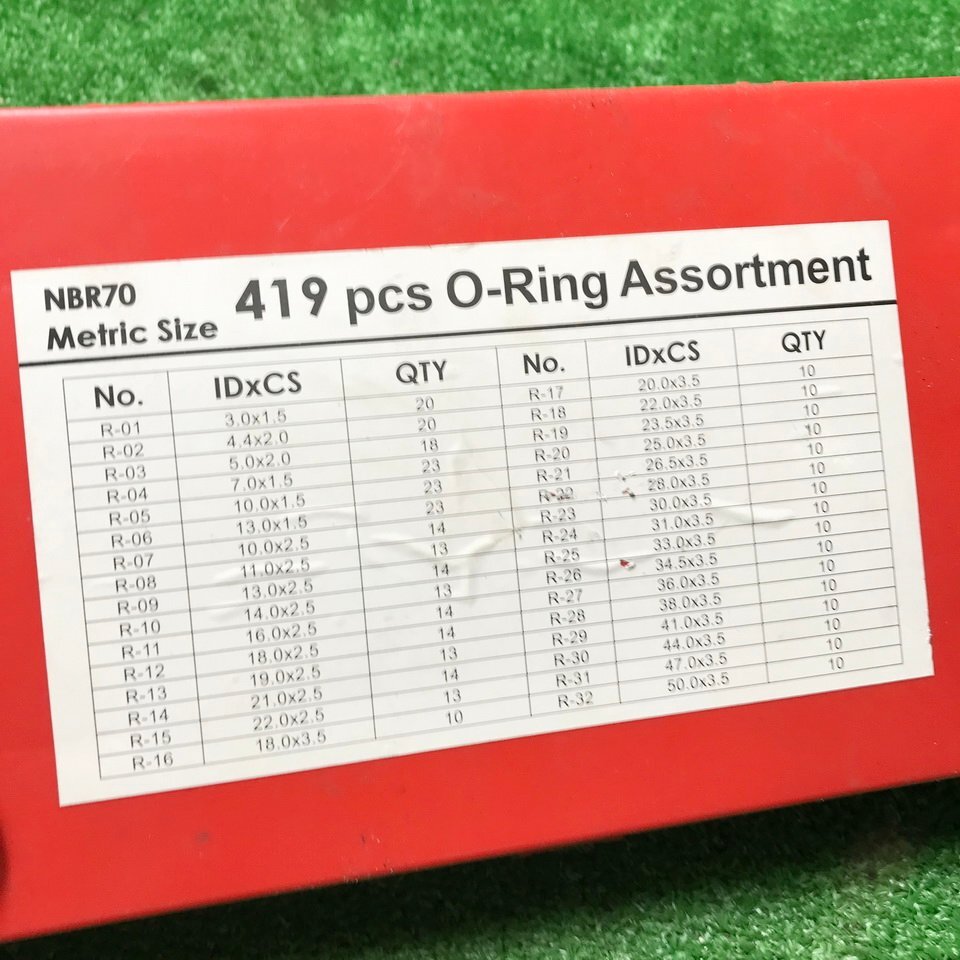 NBR70
Metric Size
419 pcs O-Ring Assortment
No. IDxCS QTY No. IDxCS QTY
R-01 3.0x1.5 20 R-17 20.0x3.5 10
R-02 4.4x2.0 20 R-18 22.0x3.5 10
R-03 5.0x2.0 18 R-19 23.5x3.5 10
R-04 7.0x1.5 23 R-20 25.0x3.5 10
R-05 10.0x1.5 23 R-21 26.5x3.5 10
R-06 13.0x1.5 23 R-22 28.0x3.5 10
R-07 10.0x2.5 14 R-23 30.0x3.5 10
R-08 11.0x2.5 13 R-24 31.0x3.5 10
R-09 13.0x2.5 14 R-25 33.0x3.5 10
R-10 14.0x2.5 13 R-26 34.5x3.5 10
R-11 16.0x2.5 14 R-27 36.0x3.5 10
R-12 18.0x2.5 14 R-28 38.0x3.5 10
R-13 19.0x2.5 13 R-29 41.0x3.5 10
R-14 21.0x2.5 14 R-30 44.0x3.5 10
R-15 22.0x2.5 13 R-31 47.0x3.5 10
R-16 18.0x3.5 10 R-32 50.0x3.5 10